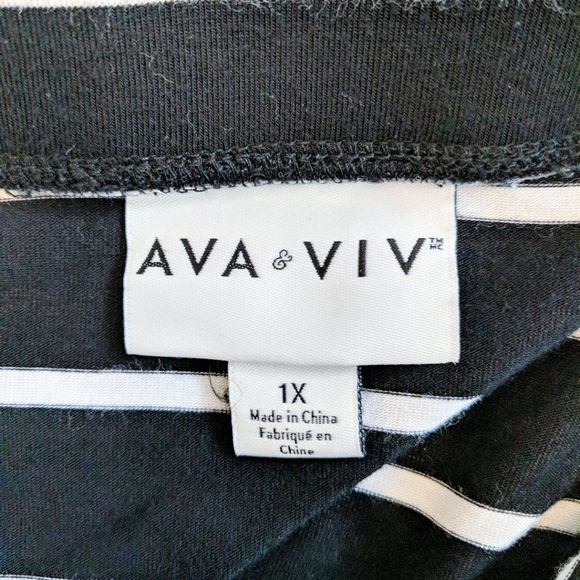 AVA & VIV TM MC
1X
Made in China
Fabriqué en
Chine